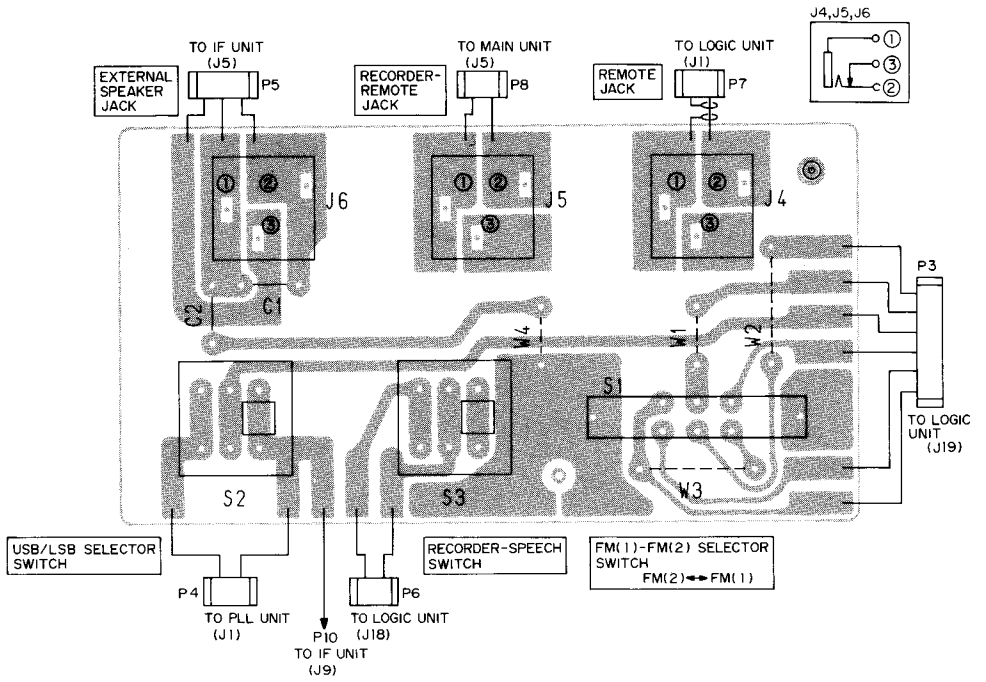 J4,J5,J6
①
③
②
TO IF UNIT
(J5)
P5
EXTERNAL
SPEAKER
JACK
TO MAIN UNIT
(J5)
P8
RECORDER-
REMOTE
JACK
TO LOGIC UNIT
(J1)
P7
REMOTE
JACK
① ②
③
J6
① ②
③
J5
① ②
③
J4
C2
C1
W4
W1
W2
P3
TO LOGIC
UNIT
(J19)
S1
S2
S3
W3
USB/LSB SELECTOR
SWITCH
RECORDER-SPEECH
SWITCH
FM(1)-FM(2) SELECTOR
SWITCH
FM(2)↔FM(1)
P4
TO PLL UNIT
(J1)
P10
TO IF UNIT
(J9)
P6
TO LOGIC UNIT
(J18)